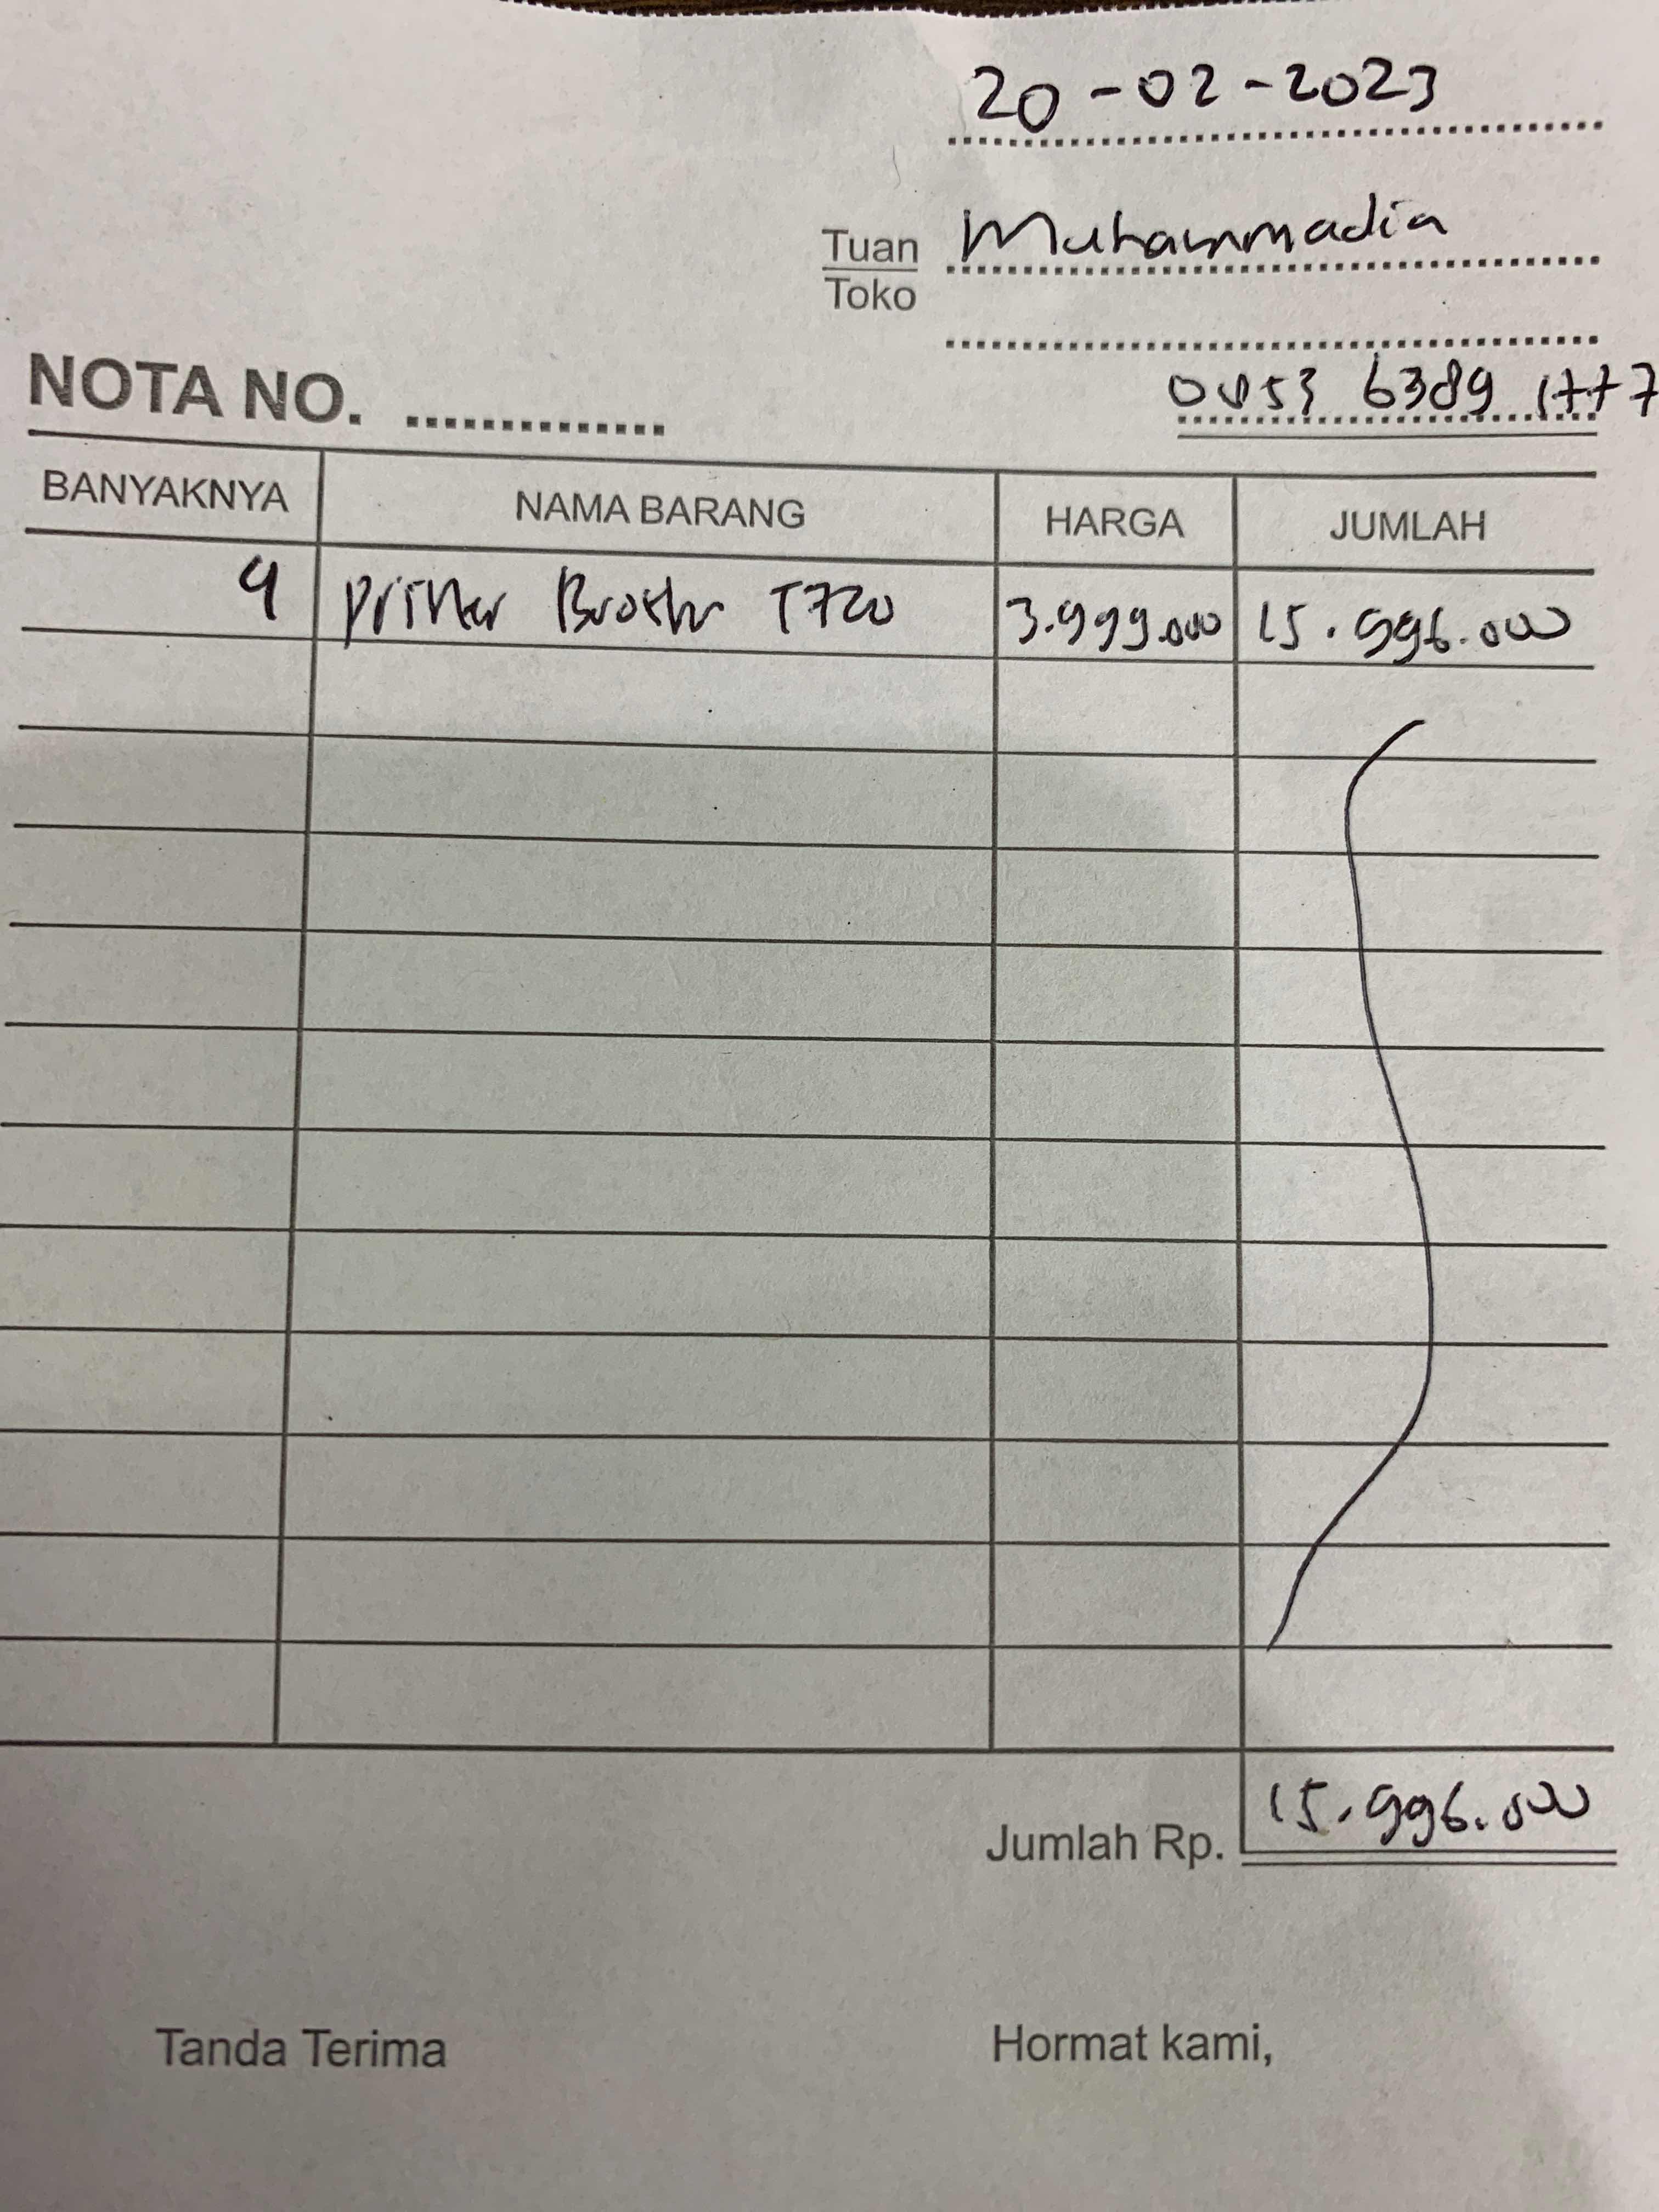 20-02-2023
Tuan Muhammadia
Toko
0853 6389 1777
NOTA NO. ..............
BANYAKNYA NAMA BARANG HARGA JUMLAH
4 Printer Brother T720 3.999.000 15.996.000
Jumlah Rp. 15.996.000
Tanda Terima Hormat kami,